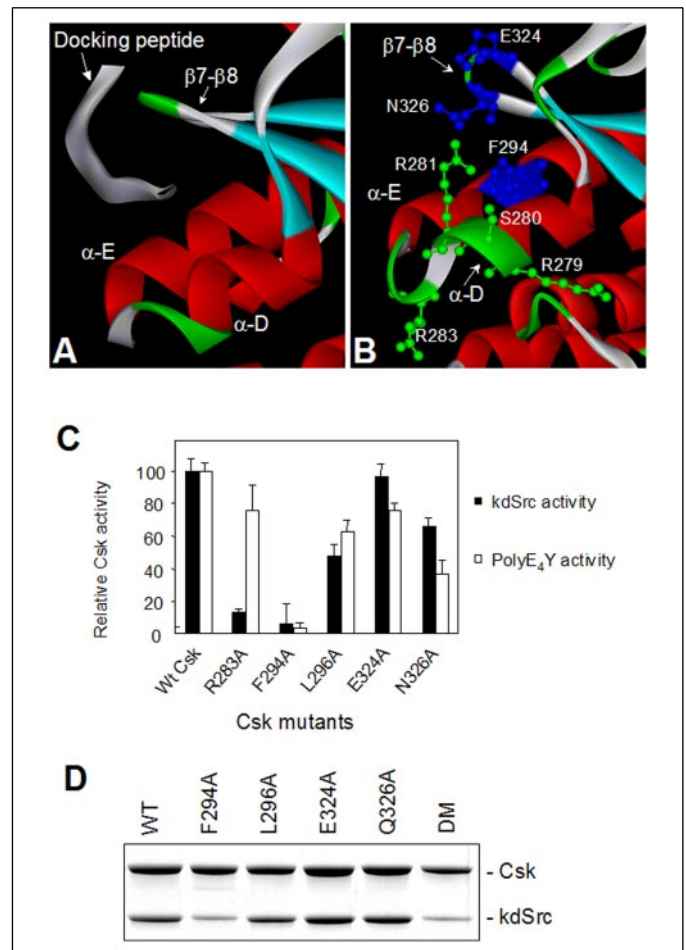 Docking peptide
β7-β8
α-E
α-D
A
E324
β7-β8
N326
F294
R281
α-E
S280
R279
α-D
R283
B
C
Relative Csk activity
100
80
60
40
20
0
kdSrc activity
PolyE₄Y activity
Wt Csk
R283A
F294A
L296A
E324A
N326A
Csk mutants
D
WT
F294A
L296A
E324A
Q326A
DM
- Csk
- kdSrc